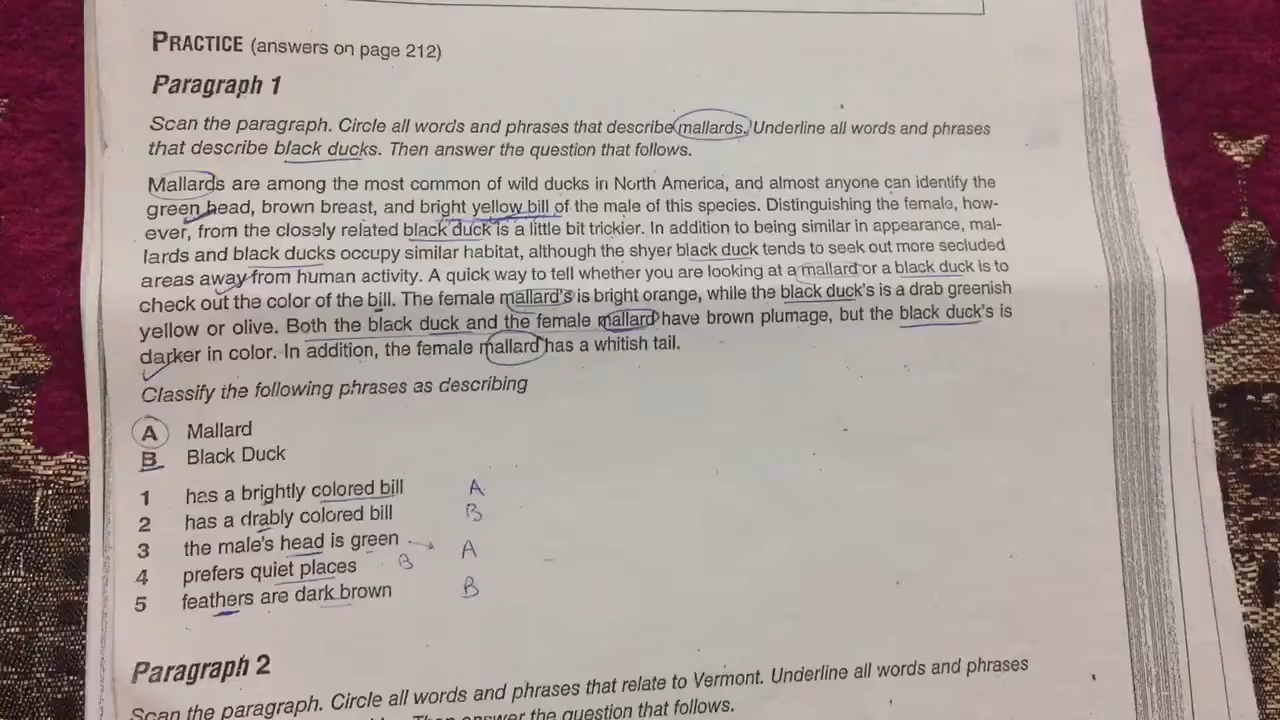 PRACTICE (answers on page 212)
Paragraph 1
Scan the paragraph. Circle all words and phrases that describe mallards. Underline all words and phrases
that describe black ducks. Then answer the question that follows.
Mallards are among the most common of wild ducks in North America, and almost anyone can identify the
green head, brown breast, and bright yellow bill of the male of this species. Distinguishing the female, how-
ever, from the closely related black duck is a little bit trickier. In addition to being similar in appearance, mal-
lards and black ducks occupy similar habitat, although the shyer black duck tends to seek out more secluded
areas away from human activity. A quick way to tell whether you are looking at a mallard or a black duck is to
check out the color of the bill. The female mallard's is bright orange, while the black duck's is a drab greenish
yellow or olive. Both the black duck and the female mallard have brown plumage, but the black duck's is
darker in color. In addition, the female mallard has a whitish tail.
Classify the following phrases as describing
A Mallard
B Black Duck
1 has a brightly colored bill A
2 has a drably colored bill B
3 the male's head is green A
4 prefers quiet places B
5 feathers are dark brown B
Paragraph 2
Scan the paragraph. Circle all words and phrases that relate to Vermont. Underline all words and phrases
Then answer the question that follows.